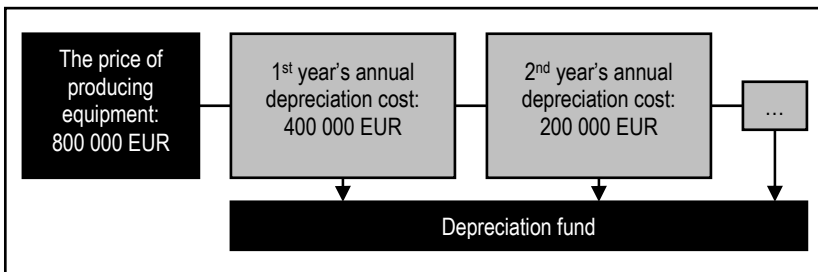 The price of
producing
equipment:
800 000 EUR
1st year's annual
depreciation cost:
400 000 EUR
2nd year's annual
depreciation cost:
200 000 EUR
...
Depreciation fund